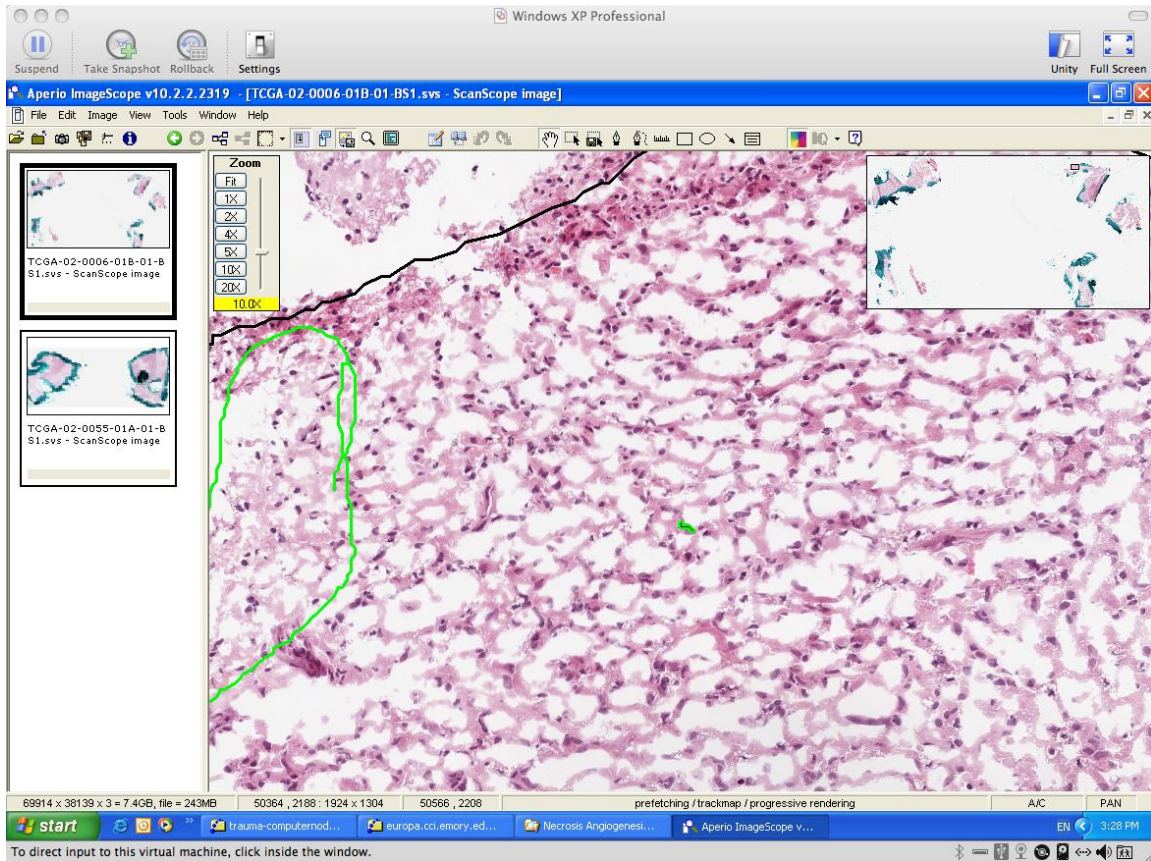 Windows XP Professional
Suspend Take Snapshot Rollback Settings Unity Full Screen
Aperio ImageScope v10.2.2.2319 - [TCGA-02-0006-01B-01-BS1.svs - ScanScope image]
File Edit Image View Tools Window Help
TCGA-02-0006-01B-01-B
S1.svs - ScanScope image
TCGA-02-0055-01A-01-B
S1.svs - ScanScope image
Zoom
Fit
1X
2X
4X
5X
10X
20X
10.0X
69914 x 38139 x 3 = 7.4GB, file = 243MB 50364 , 2188 : 1924 x 1304 50566 , 2208 prefetching / trackmap / progressive rendering A/C PAN
start trauma-computernod... europa.cci.emory.ed... Necrosis Angiogenesi... Aperio ImageScope v... EN 3:28 PM
To direct input to this virtual machine, click inside the window.